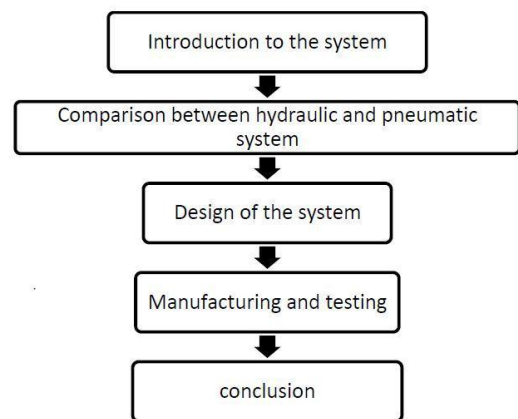 Introduction to the system
Comparison between hydraulic and pneumatic
system
Design of the system
Manufacturing and testing
conclusion